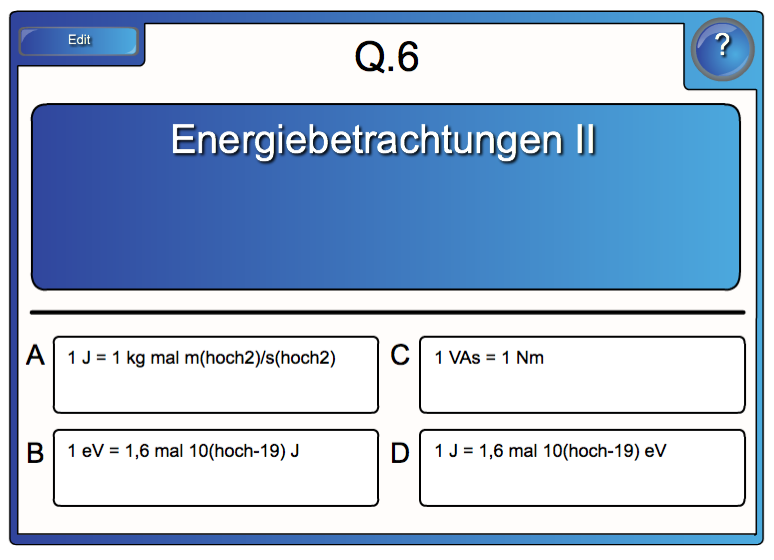 Edit
Q.6
?
Energiebetrachtungen II
A 1 J = 1 kg mal m(hoch2)/s(hoch2)
C 1 VAs = 1 Nm
B 1 eV = 1,6 mal 10(hoch-19) J
D 1 J = 1,6 mal 10(hoch-19) eV